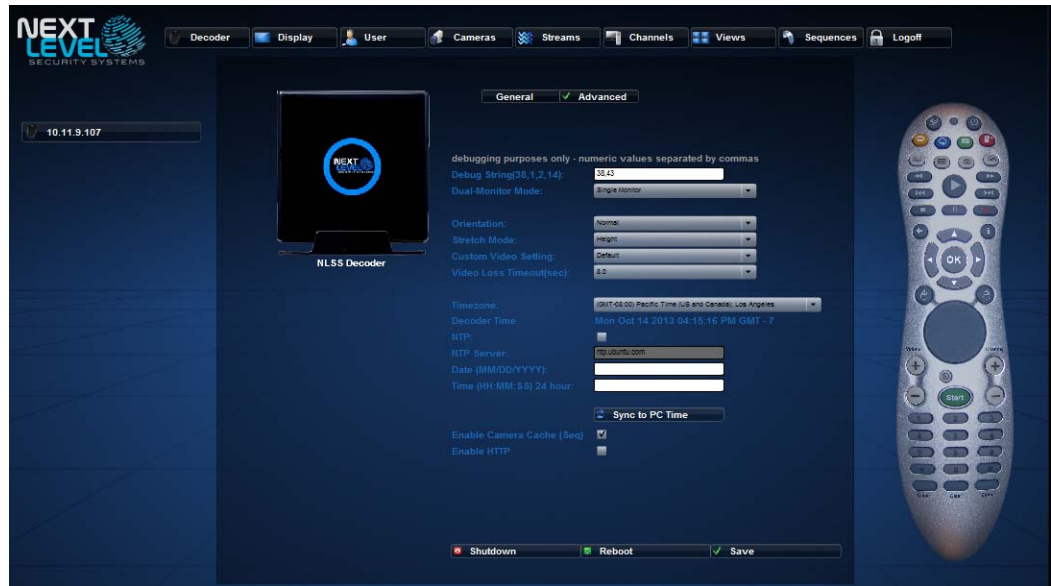 NEXT
LEVEL
SECURITY SYSTEMS
Decoder
Display
User
Cameras
Streams
Channels
Views
Sequences
Logoff
General
Advanced
10.11.9.107
NEXT
LEVEL
NLSS Decoder
debugging purposes only - numeric values separated by commas
Debug String(38,1,2,14):
38,43
Dual-Monitor Mode:
Single Monitor
Orientation:
Normal
Stretch Mode:
Height
Custom Video Setting:
Default
Video Loss Timeout(sec):
8.0
Timezone:
(GMT-08:00) Pacific Time (US and Canada); Los Angeles
Decoder Time
Mon Oct 14 2013 04:15:16 PM GMT - 7
NTP:
NTP Server:
ntp.ubuntu.com
Date (MM/DD/YYYY):
Time (HH:MM:SS) 24 hour:
Sync to PC Time
Enable Camera Cache (Seq)
Enable HTTP
Shutdown
Reboot
Save
OK
Start